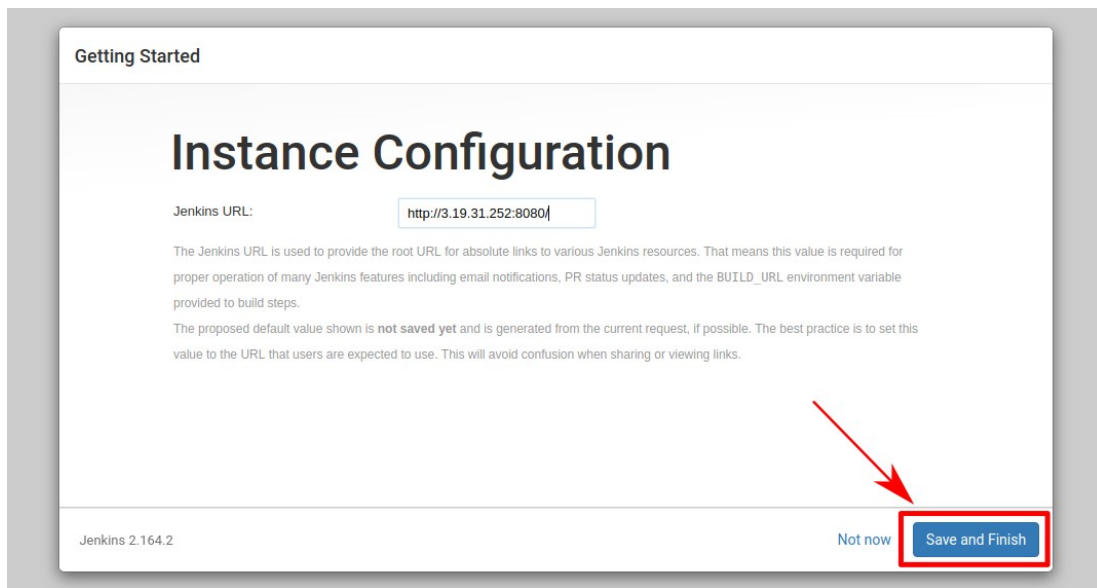 Getting Started
Instance Configuration
Jenkins URL: http://3.19.31.252:8080/
The Jenkins URL is used to provide the root URL for absolute links to various Jenkins resources. That means this value is required for
proper operation of many Jenkins features including email notifications, PR status updates, and the BUILD_URL environment variable
provided to build steps.
The proposed default value shown is not saved yet and is generated from the current request, if possible. The best practice is to set this
value to the URL that users are expected to use. This will avoid confusion when sharing or viewing links.
Jenkins 2.164.2 Not now Save and Finish